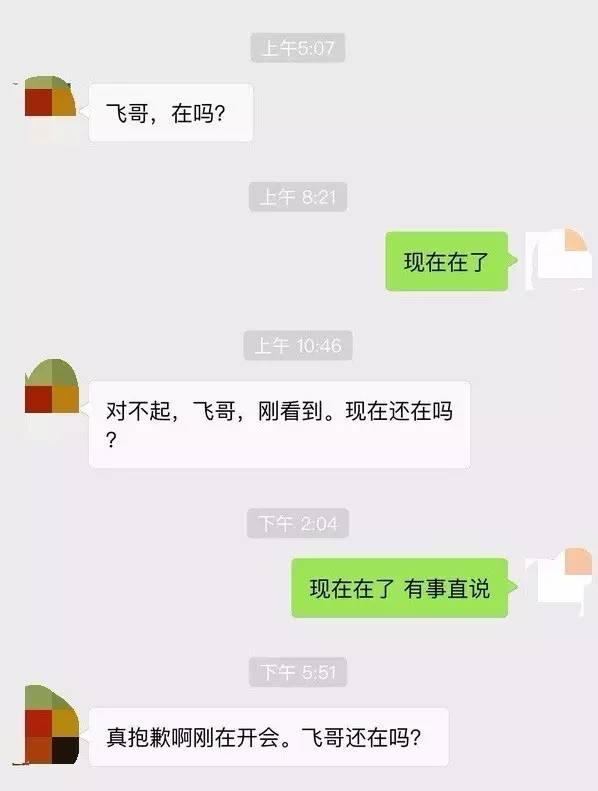 上午5:07
飞哥，在吗？
上午 8:21
现在在了
上午 10:46
对不起，飞哥，刚看到。现在还在吗
？
下午 2:04
现在在了 有事直说
下午 5:51
真抱歉啊刚在开会。飞哥还在吗？